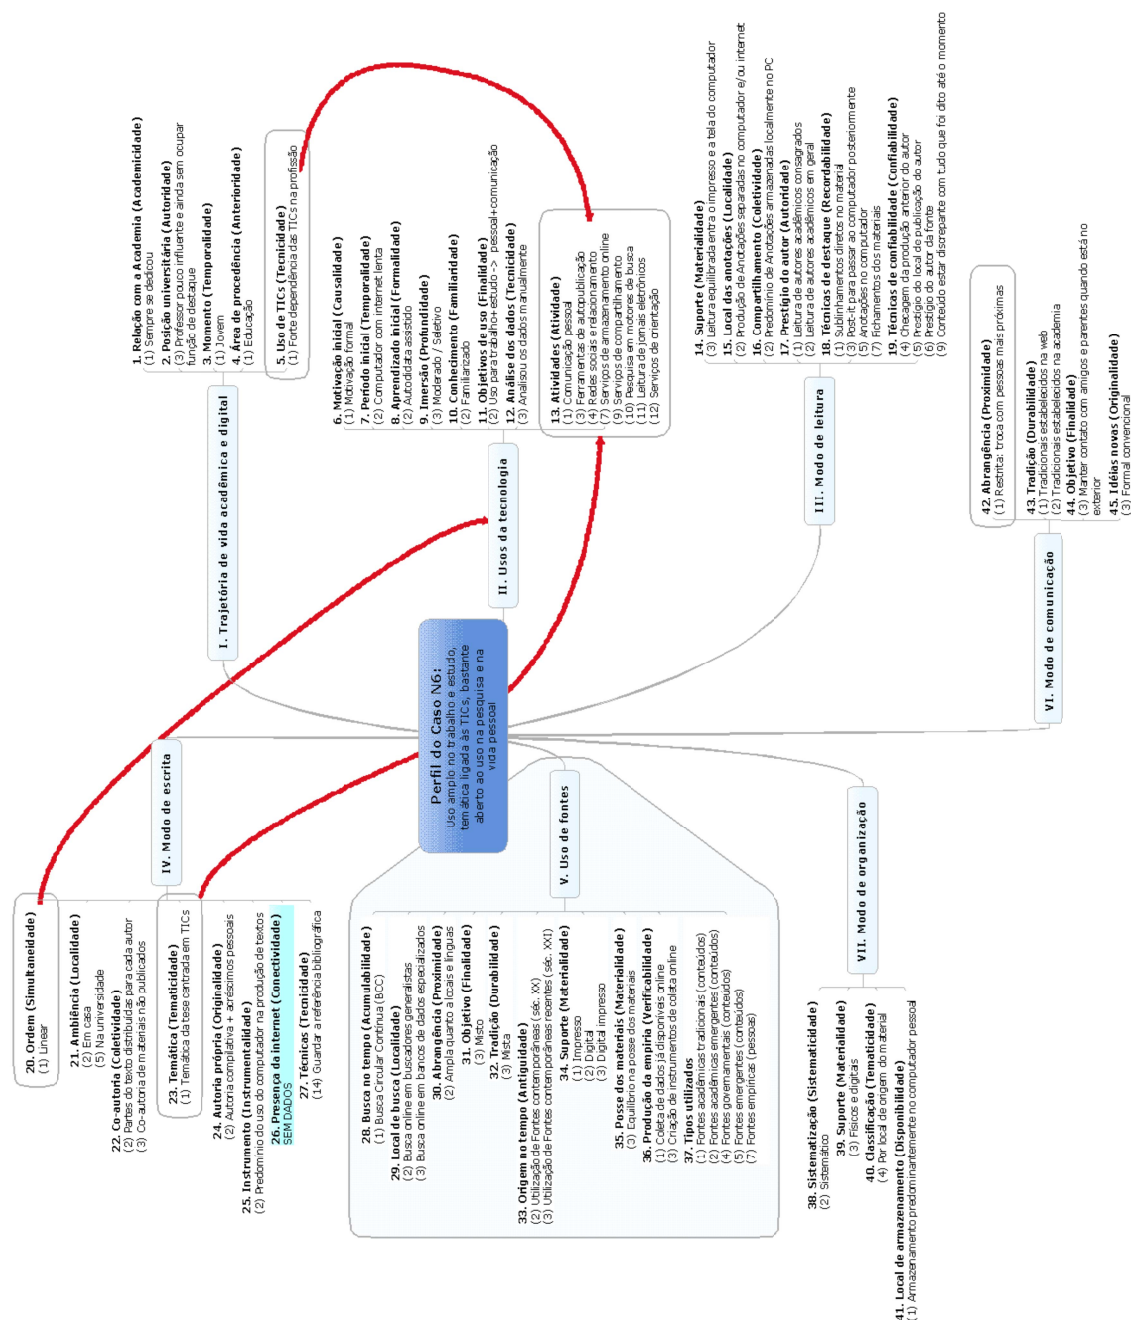 Perfil do Caso N6:
Uso amplo no trabalho e estudo,
temática ligada às TICs, bastante
aberto ao uso na pesquisa e na
vida pessoal
I. Trajetória de vida acadêmica e digital
1. Relação com a Academia (Academicidade)
(1) Sempre se dedicou
2. Posição universitária (Autoridade)
(3) Professor pouco influente e ainda sem ocupar
função de destaque
3. Momento (Temporalidade)
(1) Jovem
4. Área de procedência (Anterioridade)
(1) Educação
5. Uso de TICs (Tecnicidade)
(1) Forte dependência das TICs na profissão
II. Usos da tecnologia
6. Motivação inicial (Causalidade)
(1) Motivação formal
7. Período inicial (Temporalidade)
(2) Computador com internet lenta
8. Aprendizado inicial (Formalidade)
(2) Autodidata assistido
9. Imersão (Profundidade)
(3) Moderado / Seletivo
10. Conhecimento (Familiaridade)
(2) Familiarizado
11. Objetivos de uso (Finalidade)
(2) Uso para trabalho+estudo -> pessoal+comunicação
12. Análise dos dados (Tecnicidade)
(3) Analisou os dados manualmente
13. Atividades (Atividade)
(1) Comunicação pessoal
(3) Ferramentas de autopublicação
(4) Redes sociais e relacionamento
(7) Serviços de armazenamento online
(9) Serviços de compartilhamento
(10) Pesquisa em motores de busca
(11) Leitura de jornais eletrônicos
(12) Serviços de orientação
III. Modo de leitura
14. Suporte (Materialidade)
(3) Leitura equilibrada entre o impresso e a tela do computador
15. Local das anotações (Localidade)
(2) Produção de Anotações separadas no computador e/ou internet
16. Compartilhamento (Coletividade)
(2) Predomínio de Anotações armazenadas localmente no PC
17. Prestígio do autor (Autoridade)
(1) Leitura de autores acadêmicos consagrados
(2) Leitura de autores acadêmicos em geral
18. Técnicas de destaque (Recordabilidade)
(1) Sublinhamentos diretos no material
(3) Post-it para passar ao computador posteriormente
(5) Anotações no computador
(7) Fichamentos dos materiais
19. Técnicas de confiabilidade (Confiabilidade)
(4) Checagem da produção anterior do autor
(5) Prestígio do local de publicação do autor
(6) Prestígio do autor da fonte
(9) Conteúdo estar discrepante com tudo que foi dito até o momento
IV. Modo de escrita
20. Ordem (Simultaneidade)
(1) Linear
21. Ambiência (Localidade)
(2) Em casa
(5) Na universidade
22. Co-autoria (Coletividade)
(2) Partes do texto distribuídas para cada autor
(3) Co-autoria de materiais não publicados
23. Temática (Tematicidade)
(1) Temática da tese centrada em TICs
24. Autoria própria (Originalidade)
(2) Autoria compilativa + acréscimos pessoais
25. Instrumento (Instrumentalidade)
(2) Predomínio do uso do computador na produção de textos
26. Presença da internet (Conectividade)
SEM DADOS
27. Técnicas (Tecnicidade)
(14) Guardar a referência bibliográfica
V. Uso de fontes
28. Busca no tempo (Acumulabilidade)
(1) Busca Circular Contínua (BCC)
29. Local de busca (Localidade)
(2) Busca online em buscadores generalistas
(3) Busca online em bancos de dados especializados
30. Abrangência (Proximidade)
(2) Ampla quanto a locais e línguas
31. Objetivo (Finalidade)
(3) Misto
32. Tradição (Durabilidade)
(3) Mista
33. Origem no tempo (Antiguidade)
(2) Utilização de Fontes contemporâneas (séc. XX)
(3) Utilização de Fontes contemporâneas recentes (séc. XXI)
34. Suporte (Materialidade)
(1) Impresso
(2) Digital
(3) Digital impresso
35. Posse dos materiais (Materialidade)
(3) Equilíbrio na posse dos materiais
36. Produção da empiria (Verificabilidade)
(1) Coleta de dados já disponíveis online
(3) Criação de instrumentos de coleta online
37. Tipos utilizados
(1) Fontes acadêmicas tradicionais (conteúdos)
(2) Fontes acadêmicas emergentes (conteúdos)
(4) Fontes governamentais (conteúdos)
(5) Fontes emergentes (conteúdos)
(7) Fontes empíricas (pessoas)
VI. Modo de comunicação
42. Abrangência (Proximidade)
(1) Restrita: troca com pessoas mais próximas
43. Tradição (Durabilidade)
(1) Tradicionais estabelecidos na web
(2) Tradicionais estabelecidos na academia
44. Objetivo (Finalidade)
(3) Manter contato com amigos e parentes quando está no
exterior
45. Idéias novas (Originalidade)
(3) Formal convencional
VII. Modo de organização
38. Sistematização (Sistematicidade)
(2) Sistemático
39. Suporte (Materialidade)
(3) Físicos e digitais
40. Classificação (Tematicidade)
(4) Por local de origem do material
41. Local de armazenamento (Disponibilidade)
(1) Armazenamento predominantemente no computador pessoal